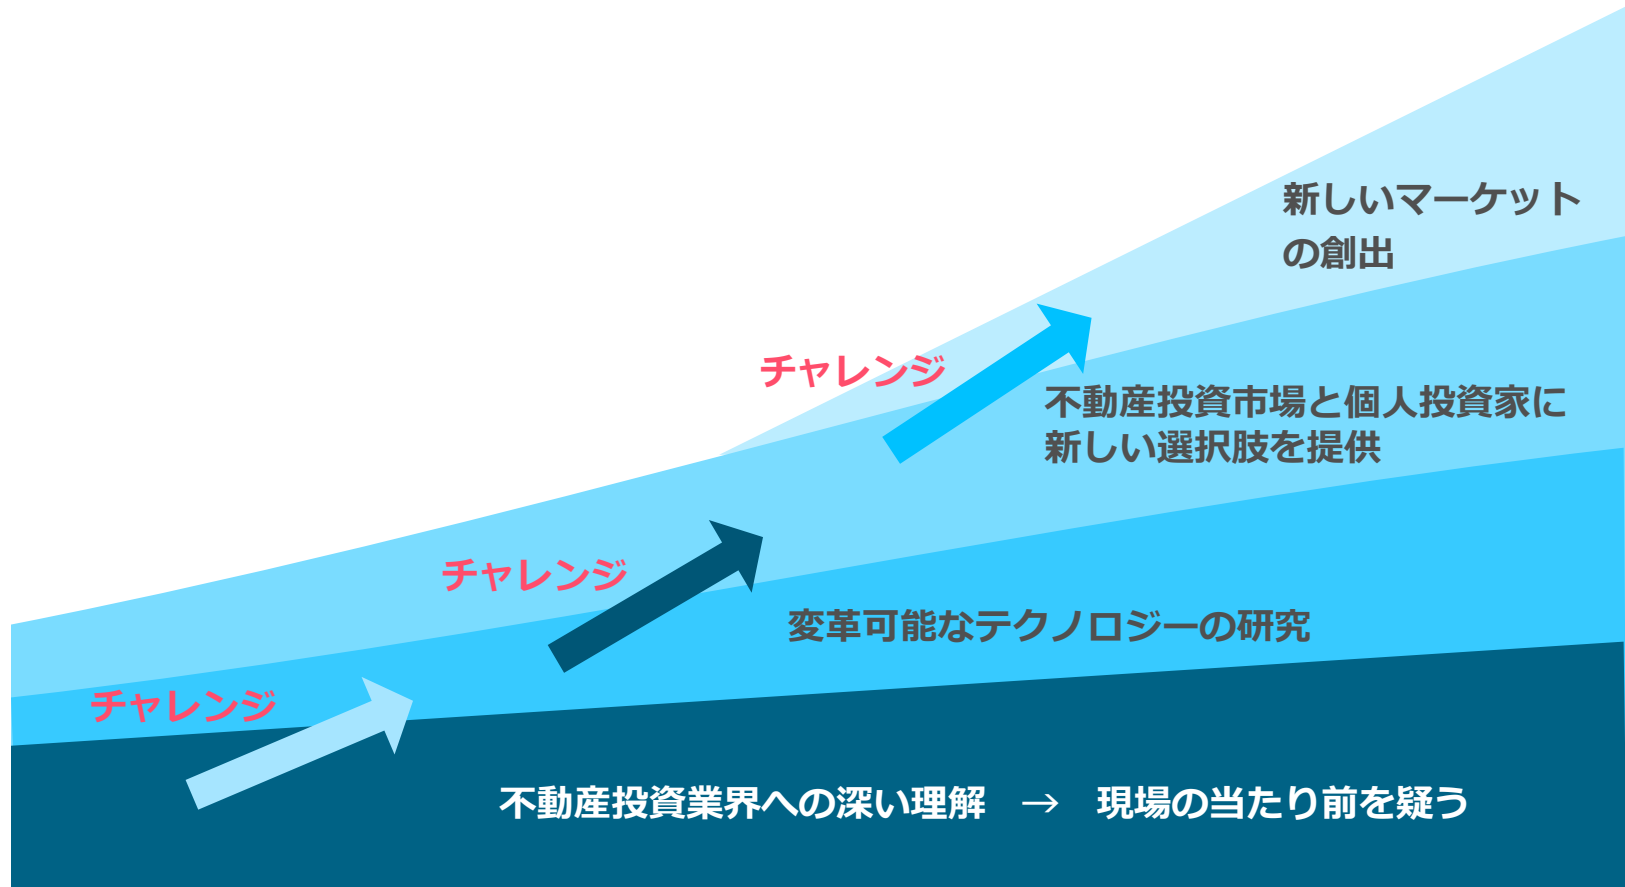 新しいマーケット
の創出
チャレンジ
不動産投資市場と個人投資家に
新しい選択肢を提供
チャレンジ
変革可能なテクノロジーの研究
チャレンジ
不動産投資業界への深い理解　→　現場の当たり前を疑う